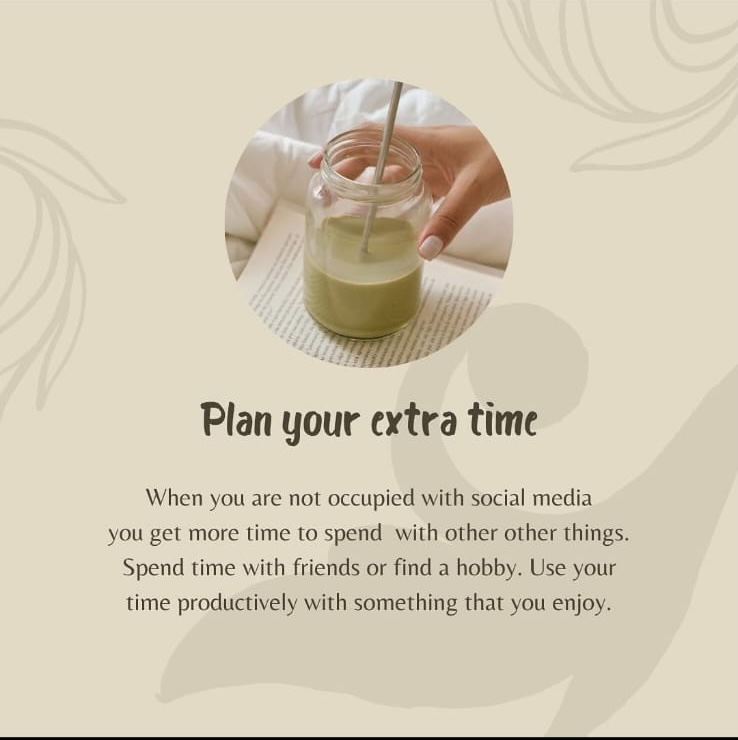 Plan your extra time
When you are not occupied with social media
you get more time to spend  with other other things.
Spend time with friends or find a hobby. Use your
time productively with something that you enjoy.